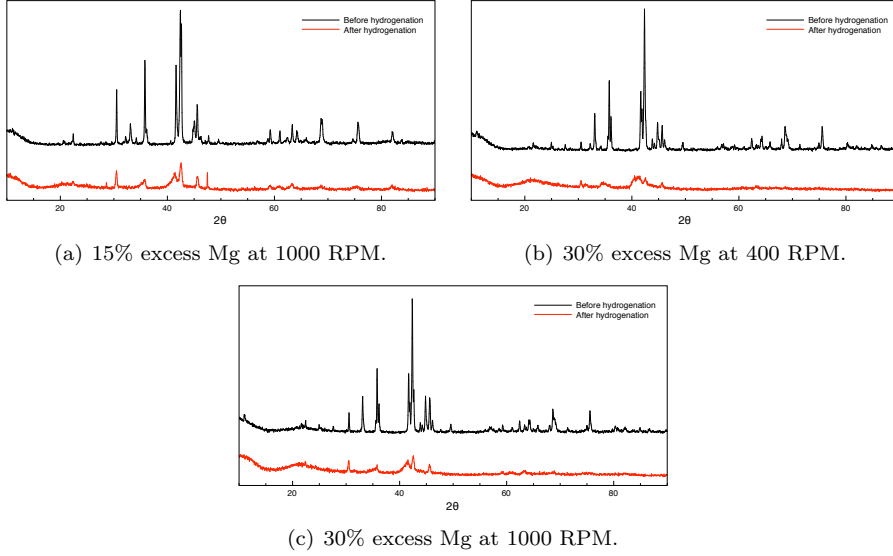 Before hydrogenation
After hydrogenation
20
40
60
80
2θ
(a) 15% excess Mg at 1000 RPM.
Before hydrogenation
After hydrogenation
20
40
60
80
2θ
(b) 30% excess Mg at 400 RPM.
Before hydrogenation
After hydrogenation
20
40
60
80
2θ
(c) 30% excess Mg at 1000 RPM.